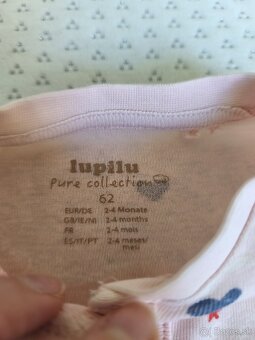 lupilu
pure collection
62
EUR/DE 2-4 Monate
GB/IE/NI 2-4 months
FR 2-4 mois
ES/IT/PT 2-4 meses/
mesi